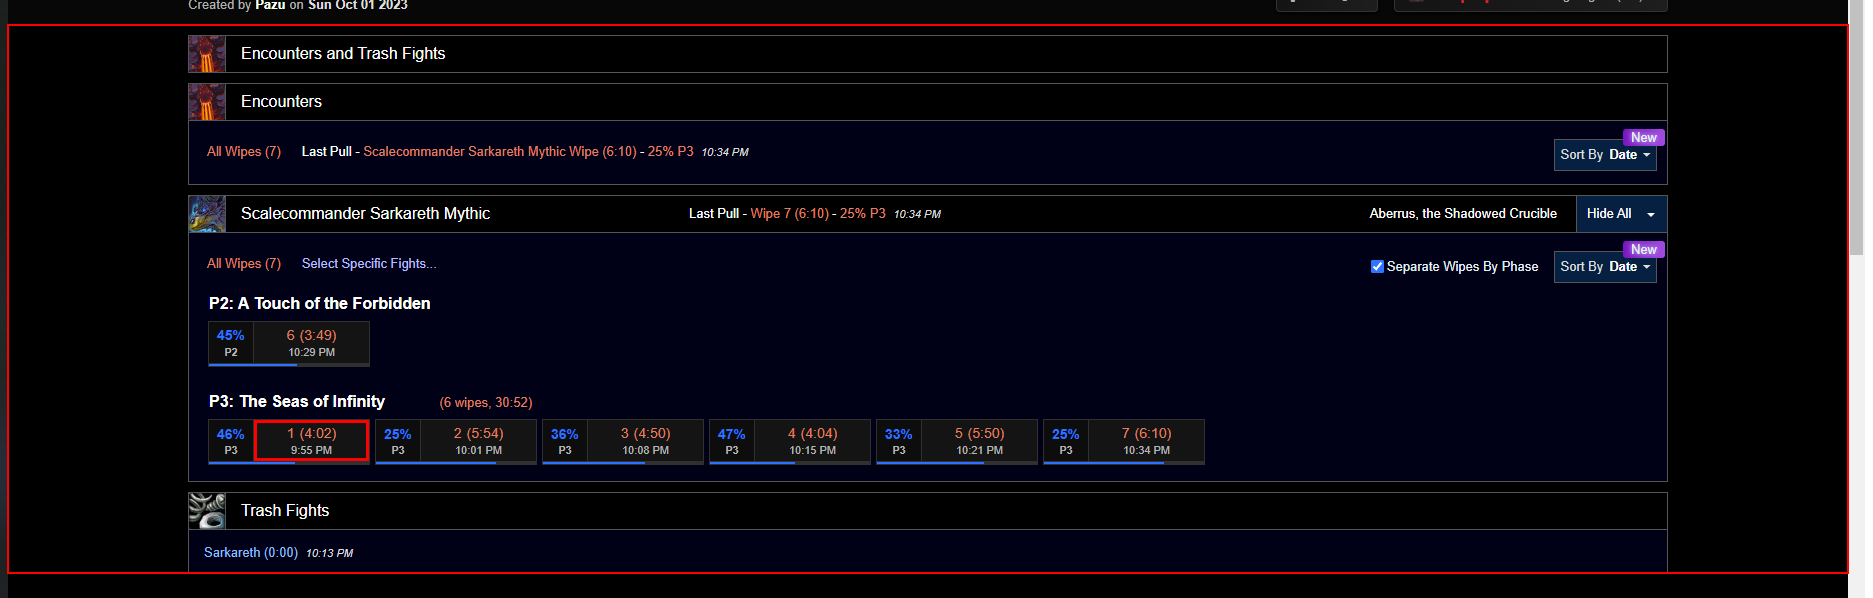 Created by Pazu on Sun Oct 01 2023
Encounters and Trash Fights
Encounters
All Wipes (7) Last Pull - Scalecommander Sarkareth Mythic Wipe (6:10) - 25% P3 10:34 PM
New
Sort By Date
Scalecommander Sarkareth Mythic Last Pull - Wipe 7 (6:10) - 25% P3 10:34 PM Aberrus, the Shadowed Crucible Hide All
New
All Wipes (7) Select Specific Fights... Separate Wipes By Phase Sort By Date
P2: A Touch of the Forbidden
45% 6 (3:49)
P2 10:29 PM
P3: The Seas of Infinity (6 wipes, 30:52)
46% 1 (4:02) 25% 2 (5:54) 36% 3 (4:50) 47% 4 (4:04) 33% 5 (5:50) 25% 7 (6:10)
P3 9:55 PM P3 10:01 PM P3 10:08 PM P3 10:15 PM P3 10:21 PM P3 10:34 PM
Trash Fights
Sarkareth (0:00) 10:13 PM